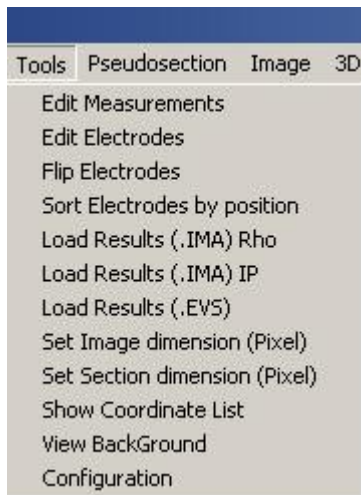 Tools Pseudosection Image 3D
Edit Measurements
Edit Electrodes
Flip Electrodes
Sort Electrodes by position
Load Results (.IMA) Rho
Load Results (.IMA) IP
Load Results (.EVS)
Set Image dimension (Pixel)
Set Section dimension (Pixel)
Show Coordinate List
View BackGround
Configuration